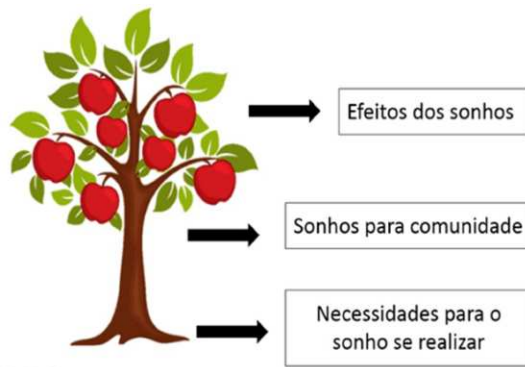 Efeitos dos sonhos
Sonhos para comunidade
Necessidades para o
sonho se realizar